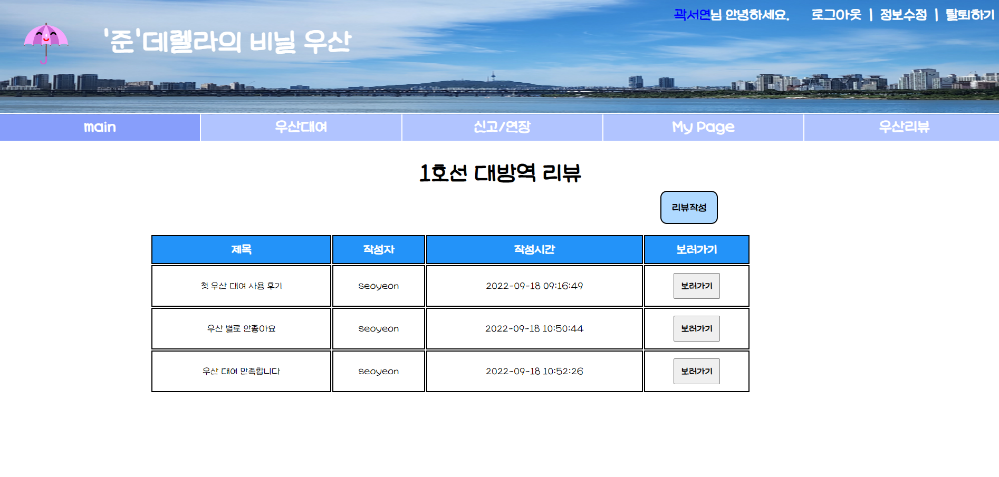 곽서연님 안녕하세요. 로그아웃 | 정보수정 | 탈퇴하기
'준'데렐라의 비닐 우산
main 우산대여 신고/연장 My Page 우산리뷰
1호선 대방역 리뷰
리뷰작성
제목 작성자 작성시간 보러가기
첫 우산 대여 사용 후기 seoyeon 2022-09-18 09:16:49 보러가기
우산 별로 안좋아요 seoyeon 2022-09-18 10:50:44 보러가기
우산 대여 만족합니다 seoyeon 2022-09-18 10:52:26 보러가기